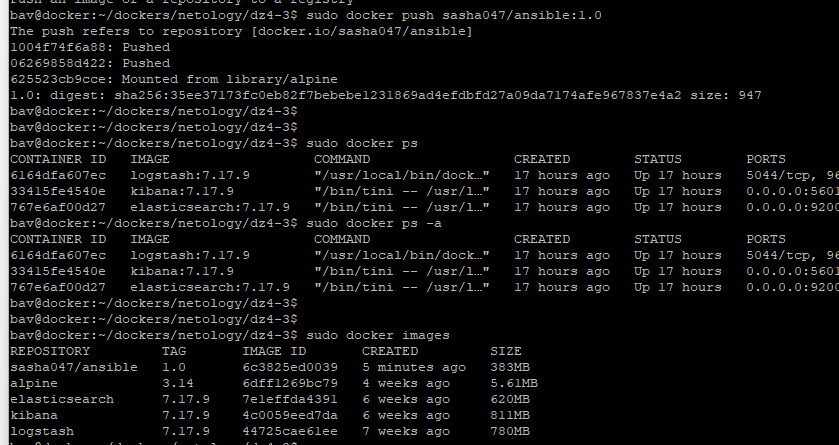 Push an image or a repository to a registry
bav@docker:~/dockers/netology/dz4-3$ sudo docker push sasha047/ansible:1.0
The push refers to repository [docker.io/sasha047/ansible]
1004f74f6a88: Pushed
06269858d422: Pushed
625523cb9cce: Mounted from library/alpine
1.0: digest: sha256:35ee37173fc0eb82f7bebebe1231869ad4efdbfd27a09da7174afe967837e4a2 size: 947
bav@docker:~/dockers/netology/dz4-3$
bav@docker:~/dockers/netology/dz4-3$
bav@docker:~/dockers/netology/dz4-3$ sudo docker ps
CONTAINER ID   IMAGE                  COMMAND                  CREATED        STATUS        PORTS
6164dfa607ec   logstash:7.17.9        "/usr/local/bin/dock…"   17 hours ago   Up 17 hours   5044/tcp, 96
33415fe4540e   kibana:7.17.9          "/bin/tini -- /usr/l…"   17 hours ago   Up 17 hours   0.0.0.0:5601
767e6af00d27   elasticsearch:7.17.9   "/bin/tini -- /usr/l…"   17 hours ago   Up 17 hours   0.0.0.0:9200
bav@docker:~/dockers/netology/dz4-3$ sudo docker ps -a
CONTAINER ID   IMAGE                  COMMAND                  CREATED        STATUS        PORTS
6164dfa607ec   logstash:7.17.9        "/usr/local/bin/dock…"   17 hours ago   Up 17 hours   5044/tcp, 96
33415fe4540e   kibana:7.17.9          "/bin/tini -- /usr/l…"   17 hours ago   Up 17 hours   0.0.0.0:5601
767e6af00d27   elasticsearch:7.17.9   "/bin/tini -- /usr/l…"   17 hours ago   Up 17 hours   0.0.0.0:9200
bav@docker:~/dockers/netology/dz4-3$
bav@docker:~/dockers/netology/dz4-3$
bav@docker:~/dockers/netology/dz4-3$ sudo docker images
REPOSITORY         TAG       IMAGE ID       CREATED         SIZE
sasha047/ansible   1.0       6c3825ed0039   5 minutes ago   383MB
alpine             3.14      6dff1269bc79   4 weeks ago     5.61MB
elasticsearch      7.17.9    7e1effda4391   6 weeks ago     620MB
kibana             7.17.9    4c0059eed7da   6 weeks ago     811MB
logstash           7.17.9    44725cae61ee   7 weeks ago     780MB